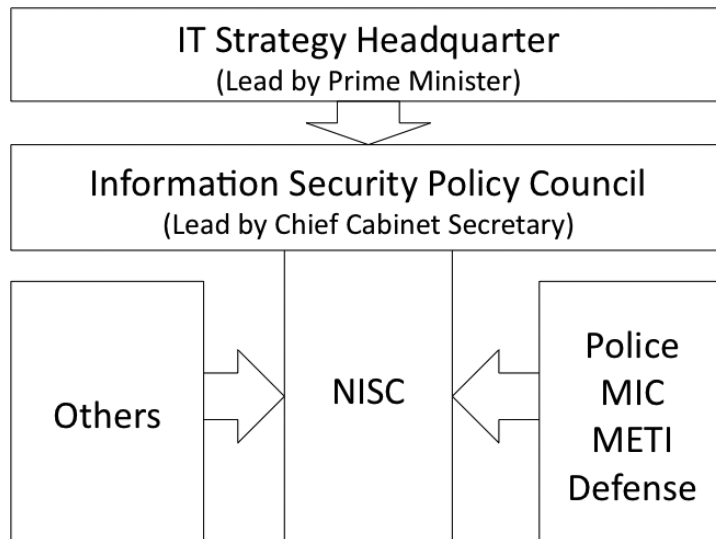 IT Strategy Headquarter
(Lead by Prime Minister)
Information Security Policy Council
(Lead by Chief Cabinet Secretary)
Others
NISC
Police
MIC
METI
Defense